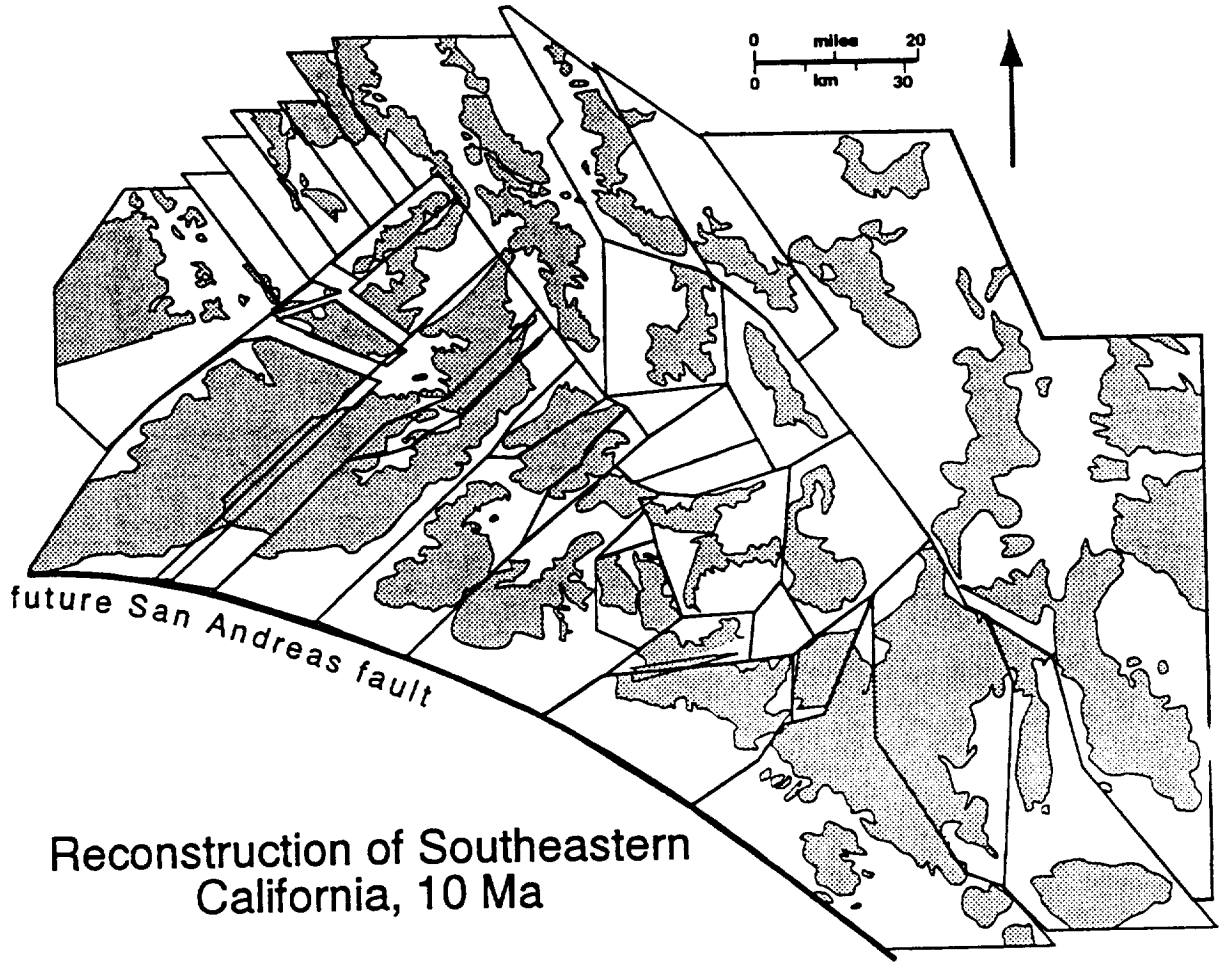 0 miles 20
0 km 30
future San Andreas fault
Reconstruction of Southeastern
California, 10 Ma